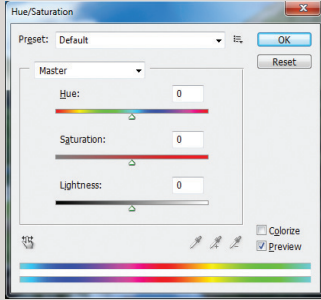 Hue/Saturation
Preset: Default
OK
Reset
Master
Hue: 0
Saturation: 0
Lightness: 0
Colorize
Preview